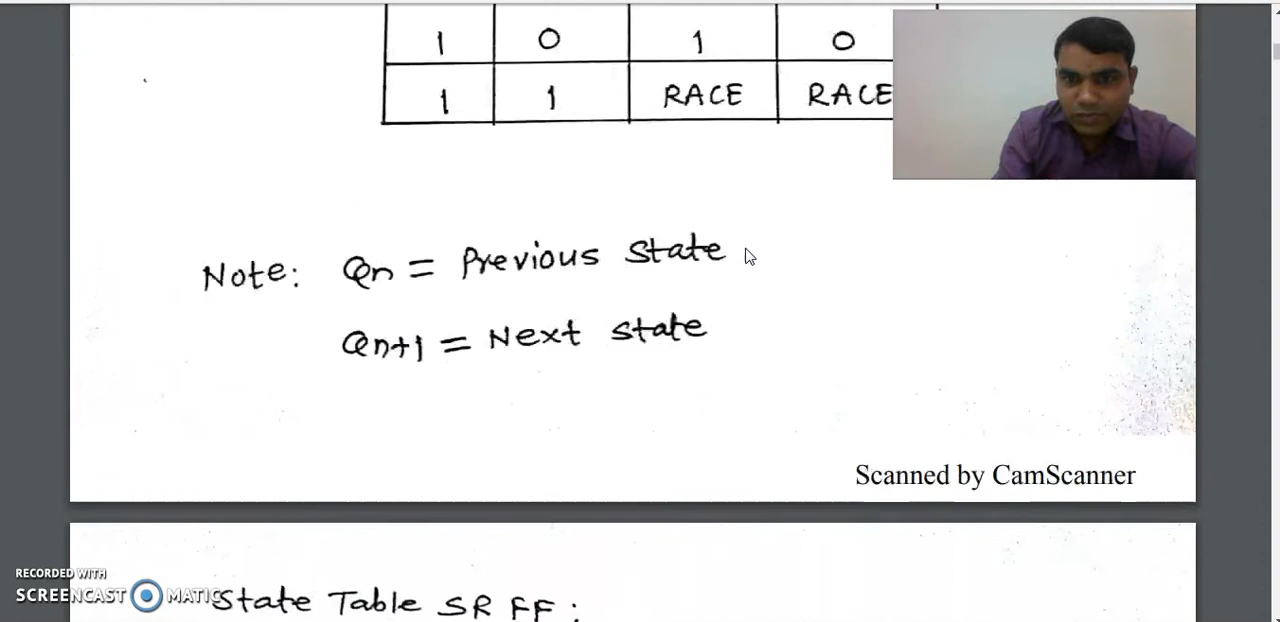 1 0 1 0
1 1 RACE RACE
Note: Qn = Previous state
Qn+1 = Next state
Scanned by CamScanner
RECORDED WITH
SCREENCAST MATIC
State Table SR FF :